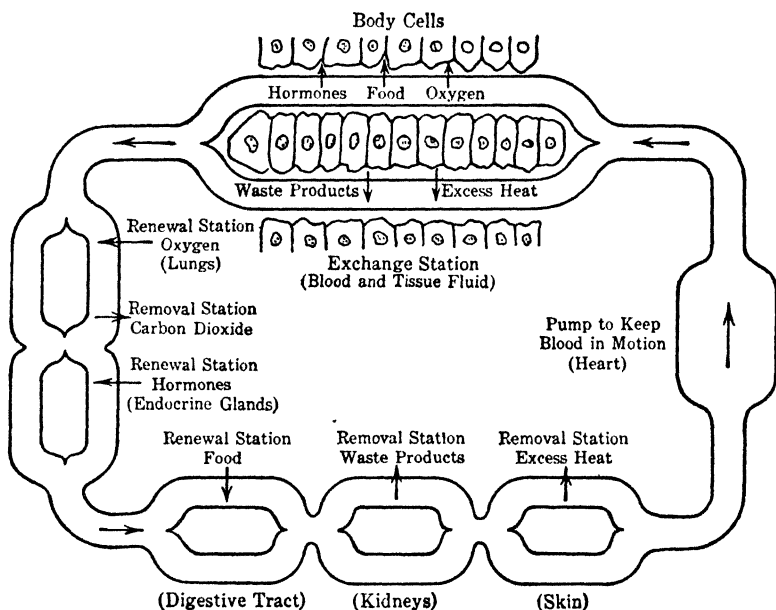 Body Cells
Hormones Food Oxygen
Waste Products Excess Heat
Exchange Station
(Blood and Tissue Fluid)
Renewal Station
Oxygen
(Lungs)
Removal Station
Carbon Dioxide
Renewal Station
Hormones
(Endocrine Glands)
Pump to Keep
Blood in Motion
(Heart)
Renewal Station
Food
Removal Station
Waste Products
Removal Station
Excess Heat
(Digestive Tract) (Kidneys) (Skin)